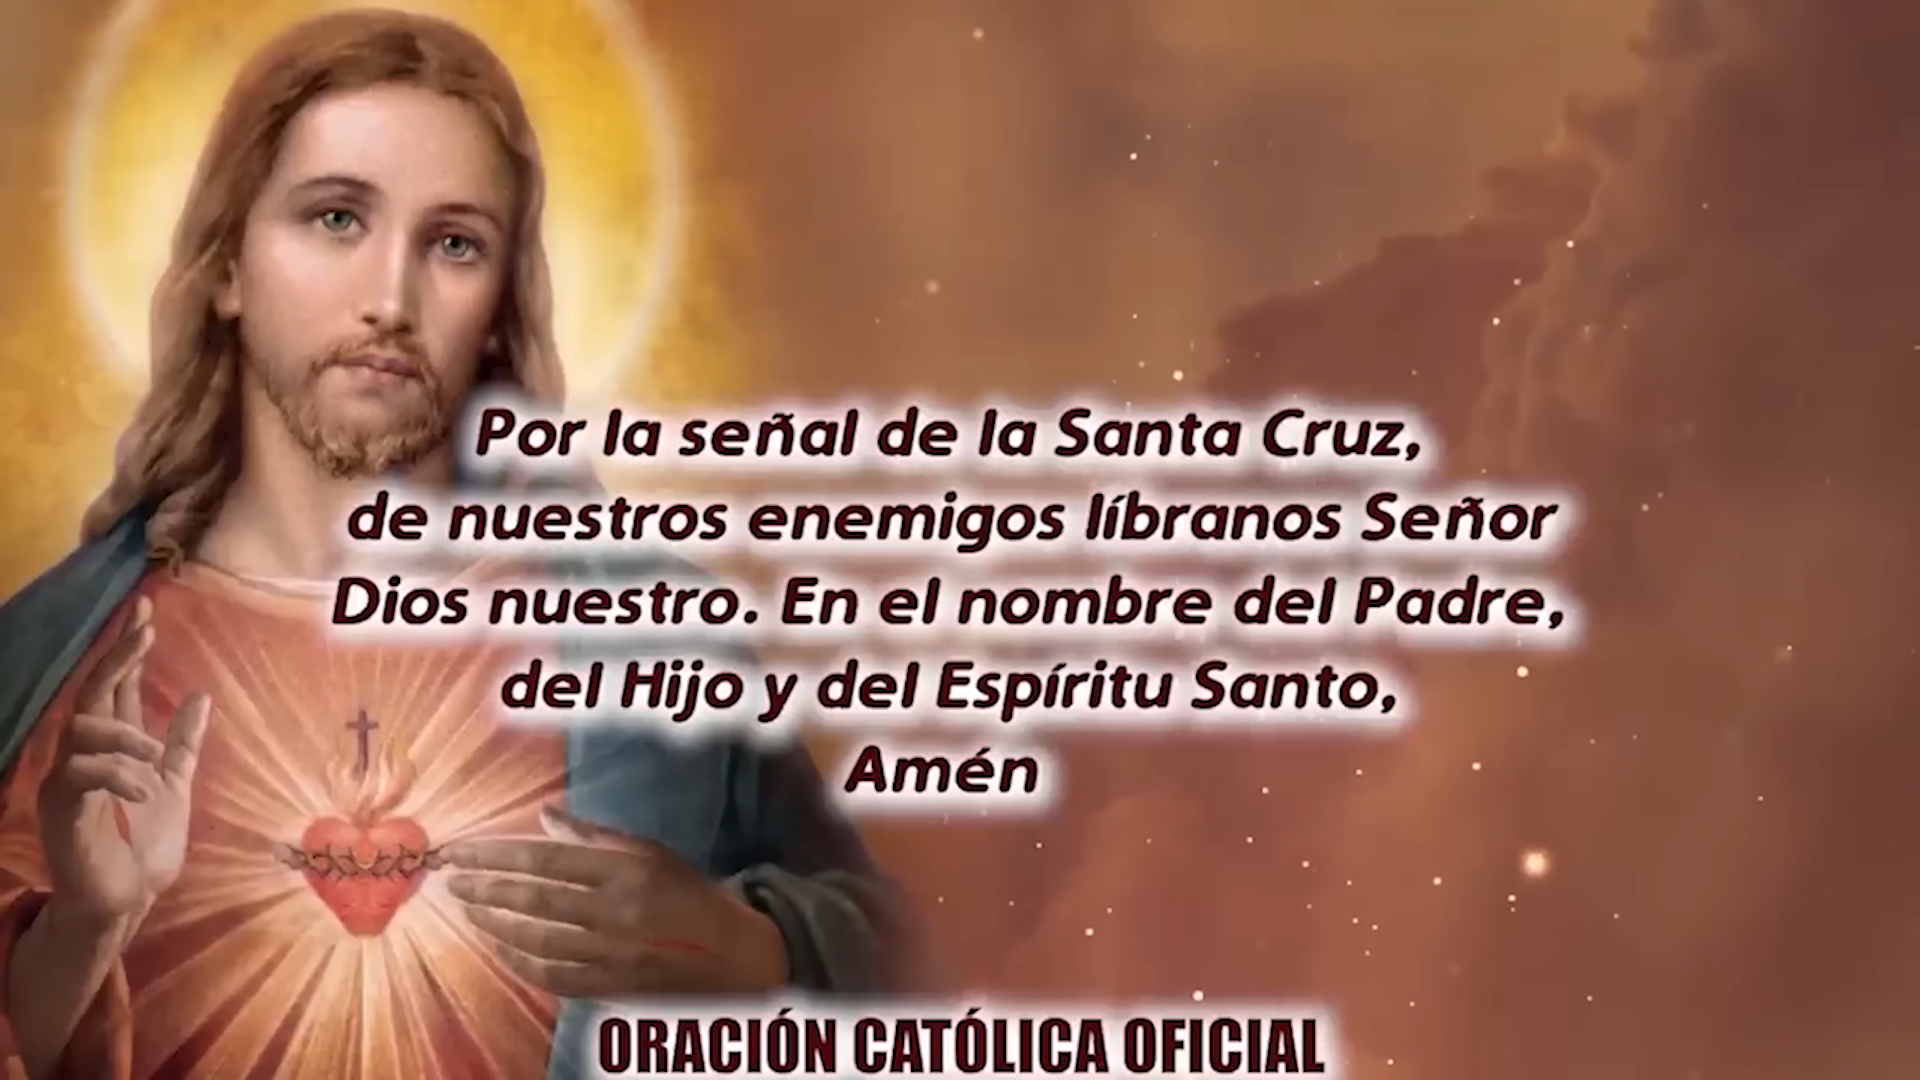 Por la señal de la Santa Cruz,
de nuestros enemigos líbranos Señor
Dios nuestro. En el nombre del Padre,
del Hijo y del Espíritu Santo,
Amén
ORACIÓN CATÓLICA OFICIAL